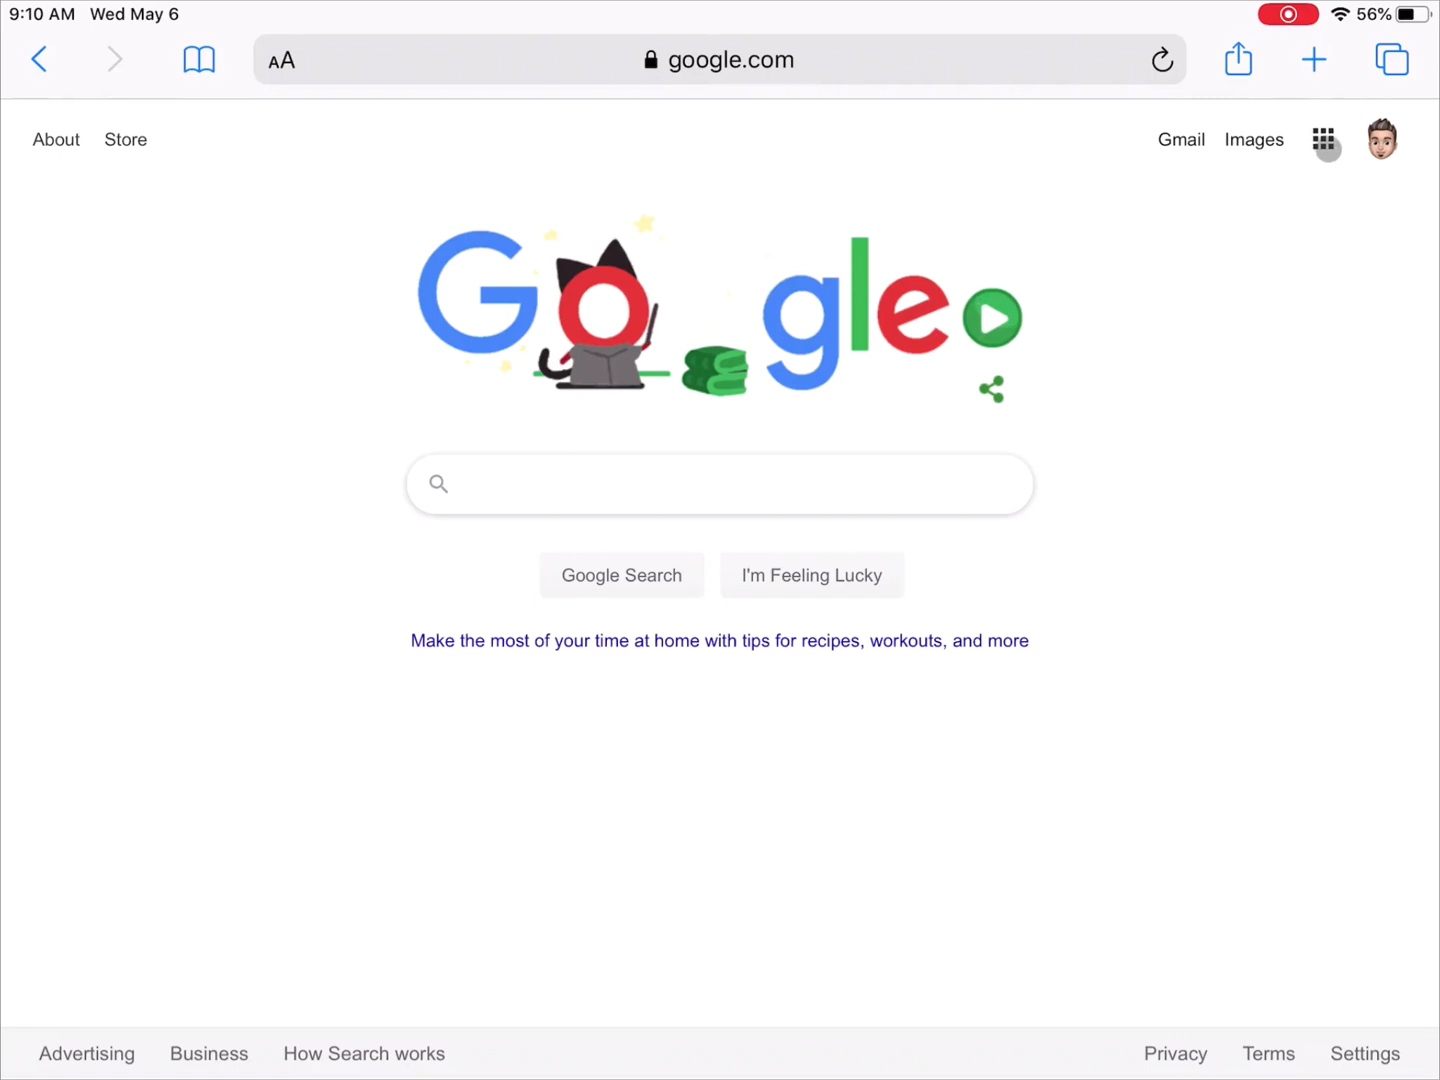 9:10 AM Wed May 6 56%
AA google.com
About Store Gmail Images
Google
Google Search I'm Feeling Lucky
Make the most of your time at home with tips for recipes, workouts, and more
Advertising Business How Search works Privacy Terms Settings